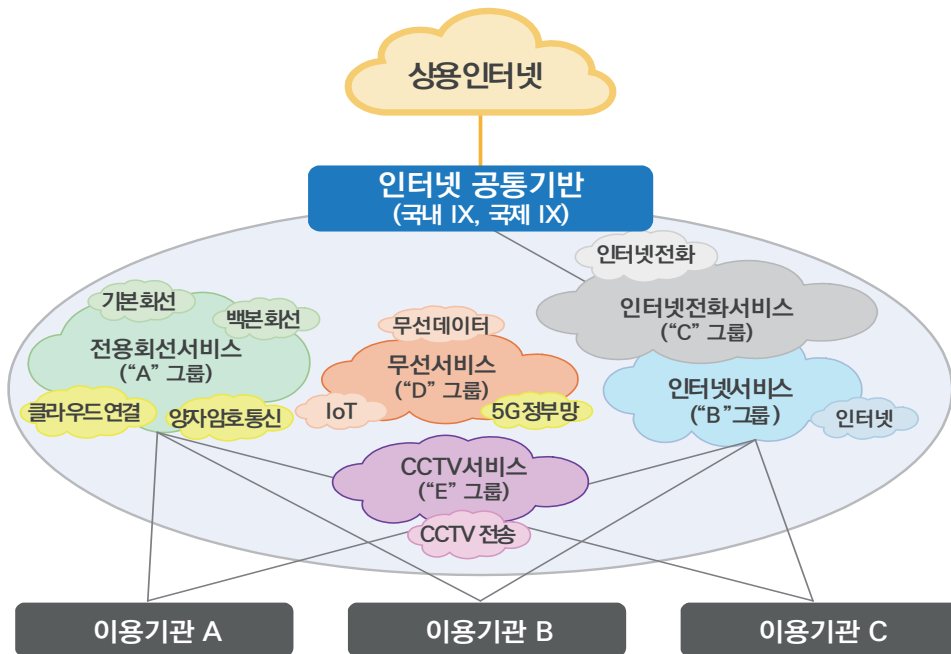 상용인터넷
인터넷 공통기반
(국내 IX, 국제 IX)
인터넷전화
기본회선
백본회선
무선데이터
인터넷전화서비스
("C" 그룹)
전용회선서비스
("A" 그룹)
무선서비스
("D" 그룹)
인터넷서비스
("B"그룹)
클라우드연결
양자암호통신
IoT
5G정부망
인터넷
CCTV서비스
("E" 그룹)
CCTV 전송
이용기관 A
이용기관 B
이용기관 C